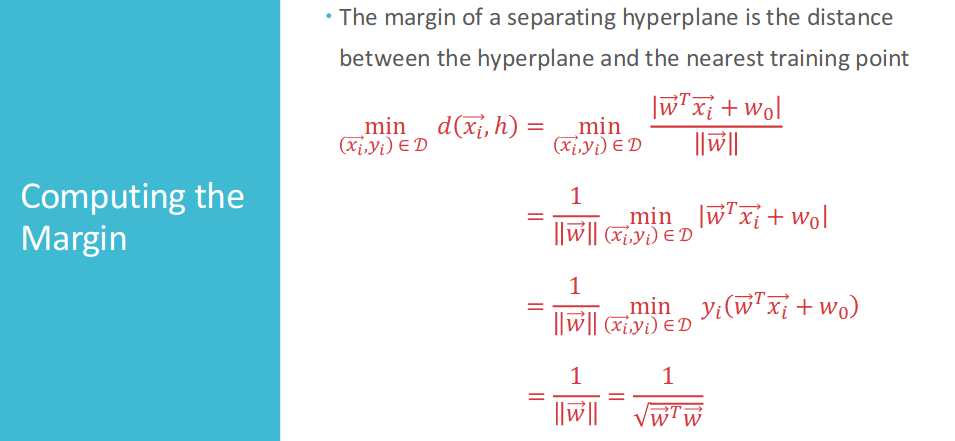 Computing the
Margin
• The margin of a separating hyperplane is the distance
between the hyperplane and the nearest training point
$\min_{(\vec{x_i}, y_i) \in \mathcal{D}} d(\vec{x_i}, h) = \min_{(\vec{x_i}, y_i) \in \mathcal{D}} \frac{|\vec{w}^T \vec{x_i} + w_0|}{||\vec{w}||}$
$= \frac{1}{||\vec{w}||} \min_{(\vec{x_i}, y_i) \in \mathcal{D}} |\vec{w}^T \vec{x_i} + w_0|$
$= \frac{1}{||\vec{w}||} \min_{(\vec{x_i}, y_i) \in \mathcal{D}} y_i(\vec{w}^T \vec{x_i} + w_0)$
$= \frac{1}{||\vec{w}||} = \frac{1}{\sqrt{\vec{w}^T \vec{w}}}$